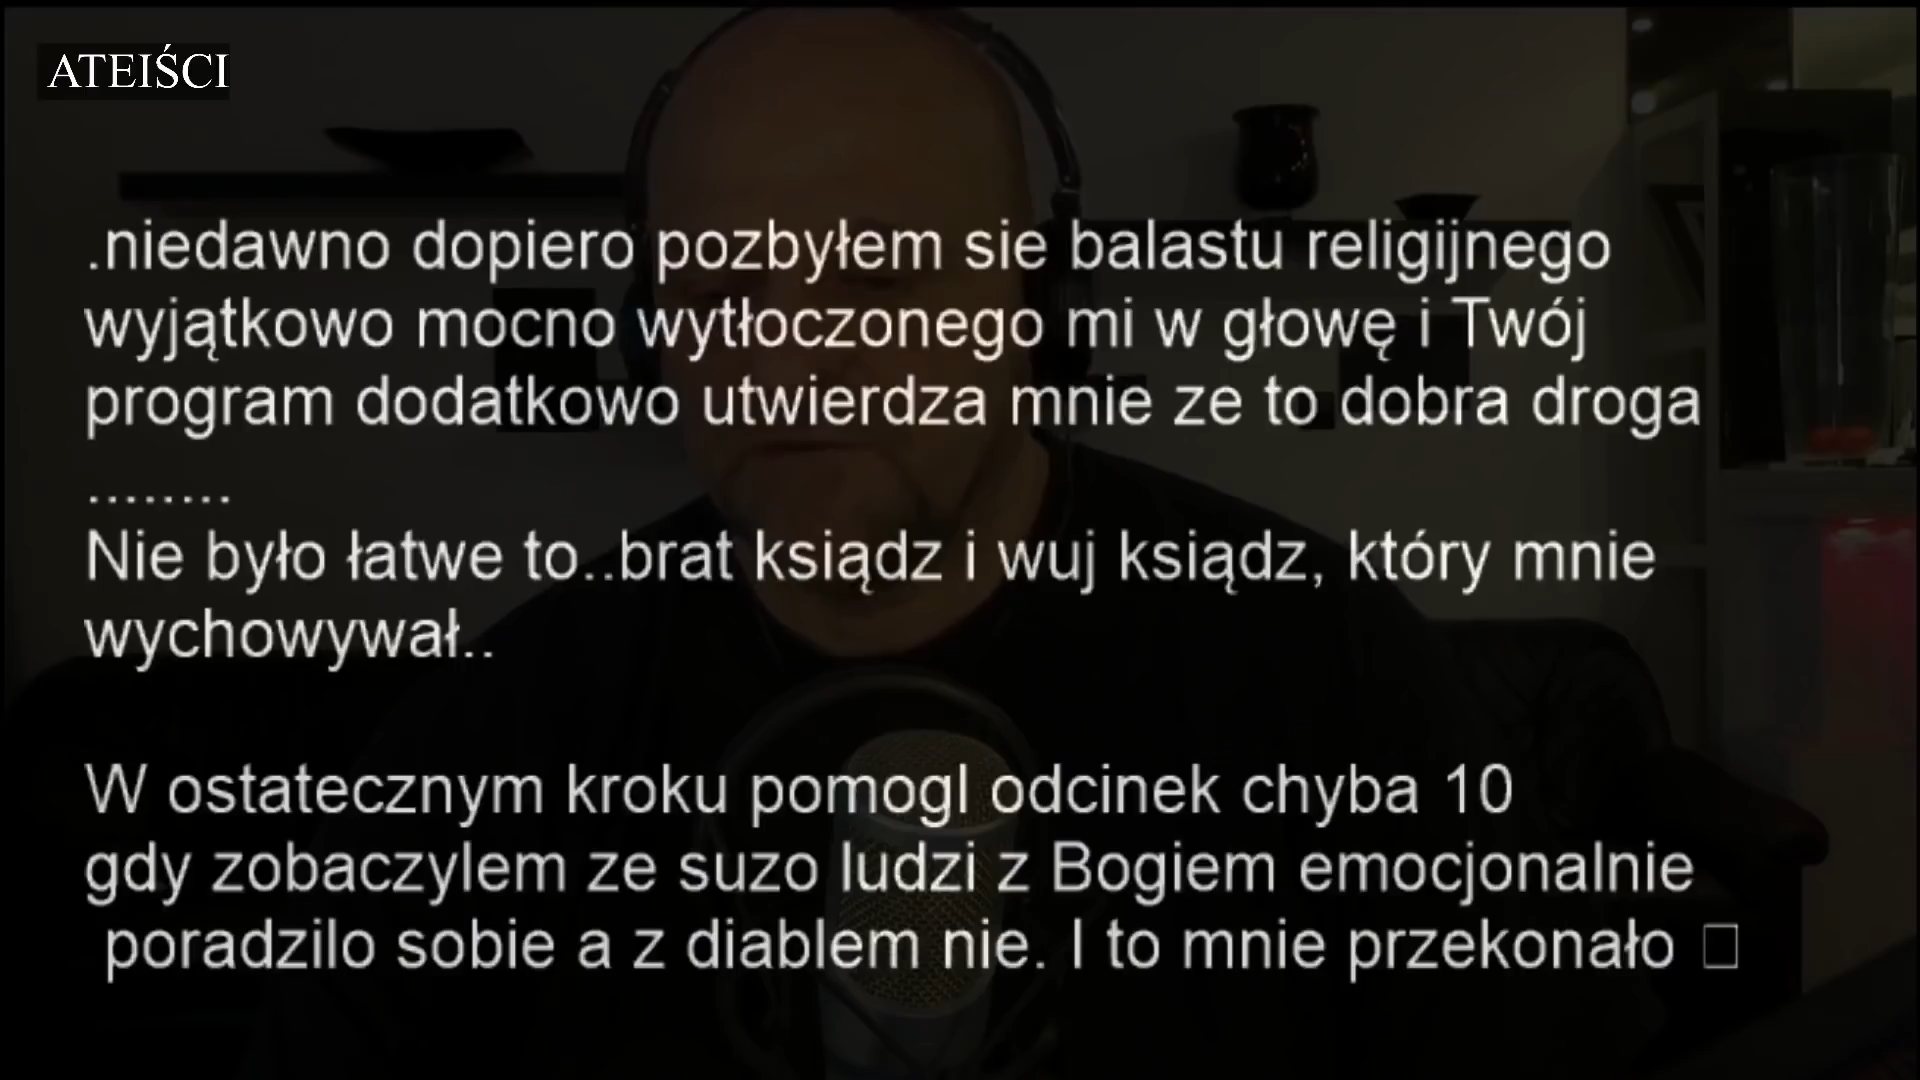 ATEIŚCI
.niedawno dopiero pozbyłem sie balastu religijnego
wyjątkowo mocno wytłoczonego mi w głowę i Twój
program dodatkowo utwierdza mnie ze to dobra droga
........
Nie było łatwe to..brat ksiądz i wuj ksiądz, który mnie
wychowywał..
W ostatecznym kroku pomogl odcinek chyba 10
gdy zobaczylem ze suzo ludzi z Bogiem emocjonalnie
poradzilo sobie a z diablem nie. I to mnie przekonało